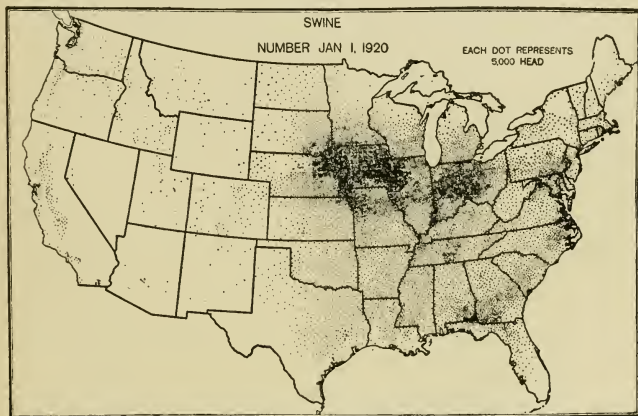 SWINE
NUMBER JAN 1, 1920
EACH DOT REPRESENTS
5,000 HEAD